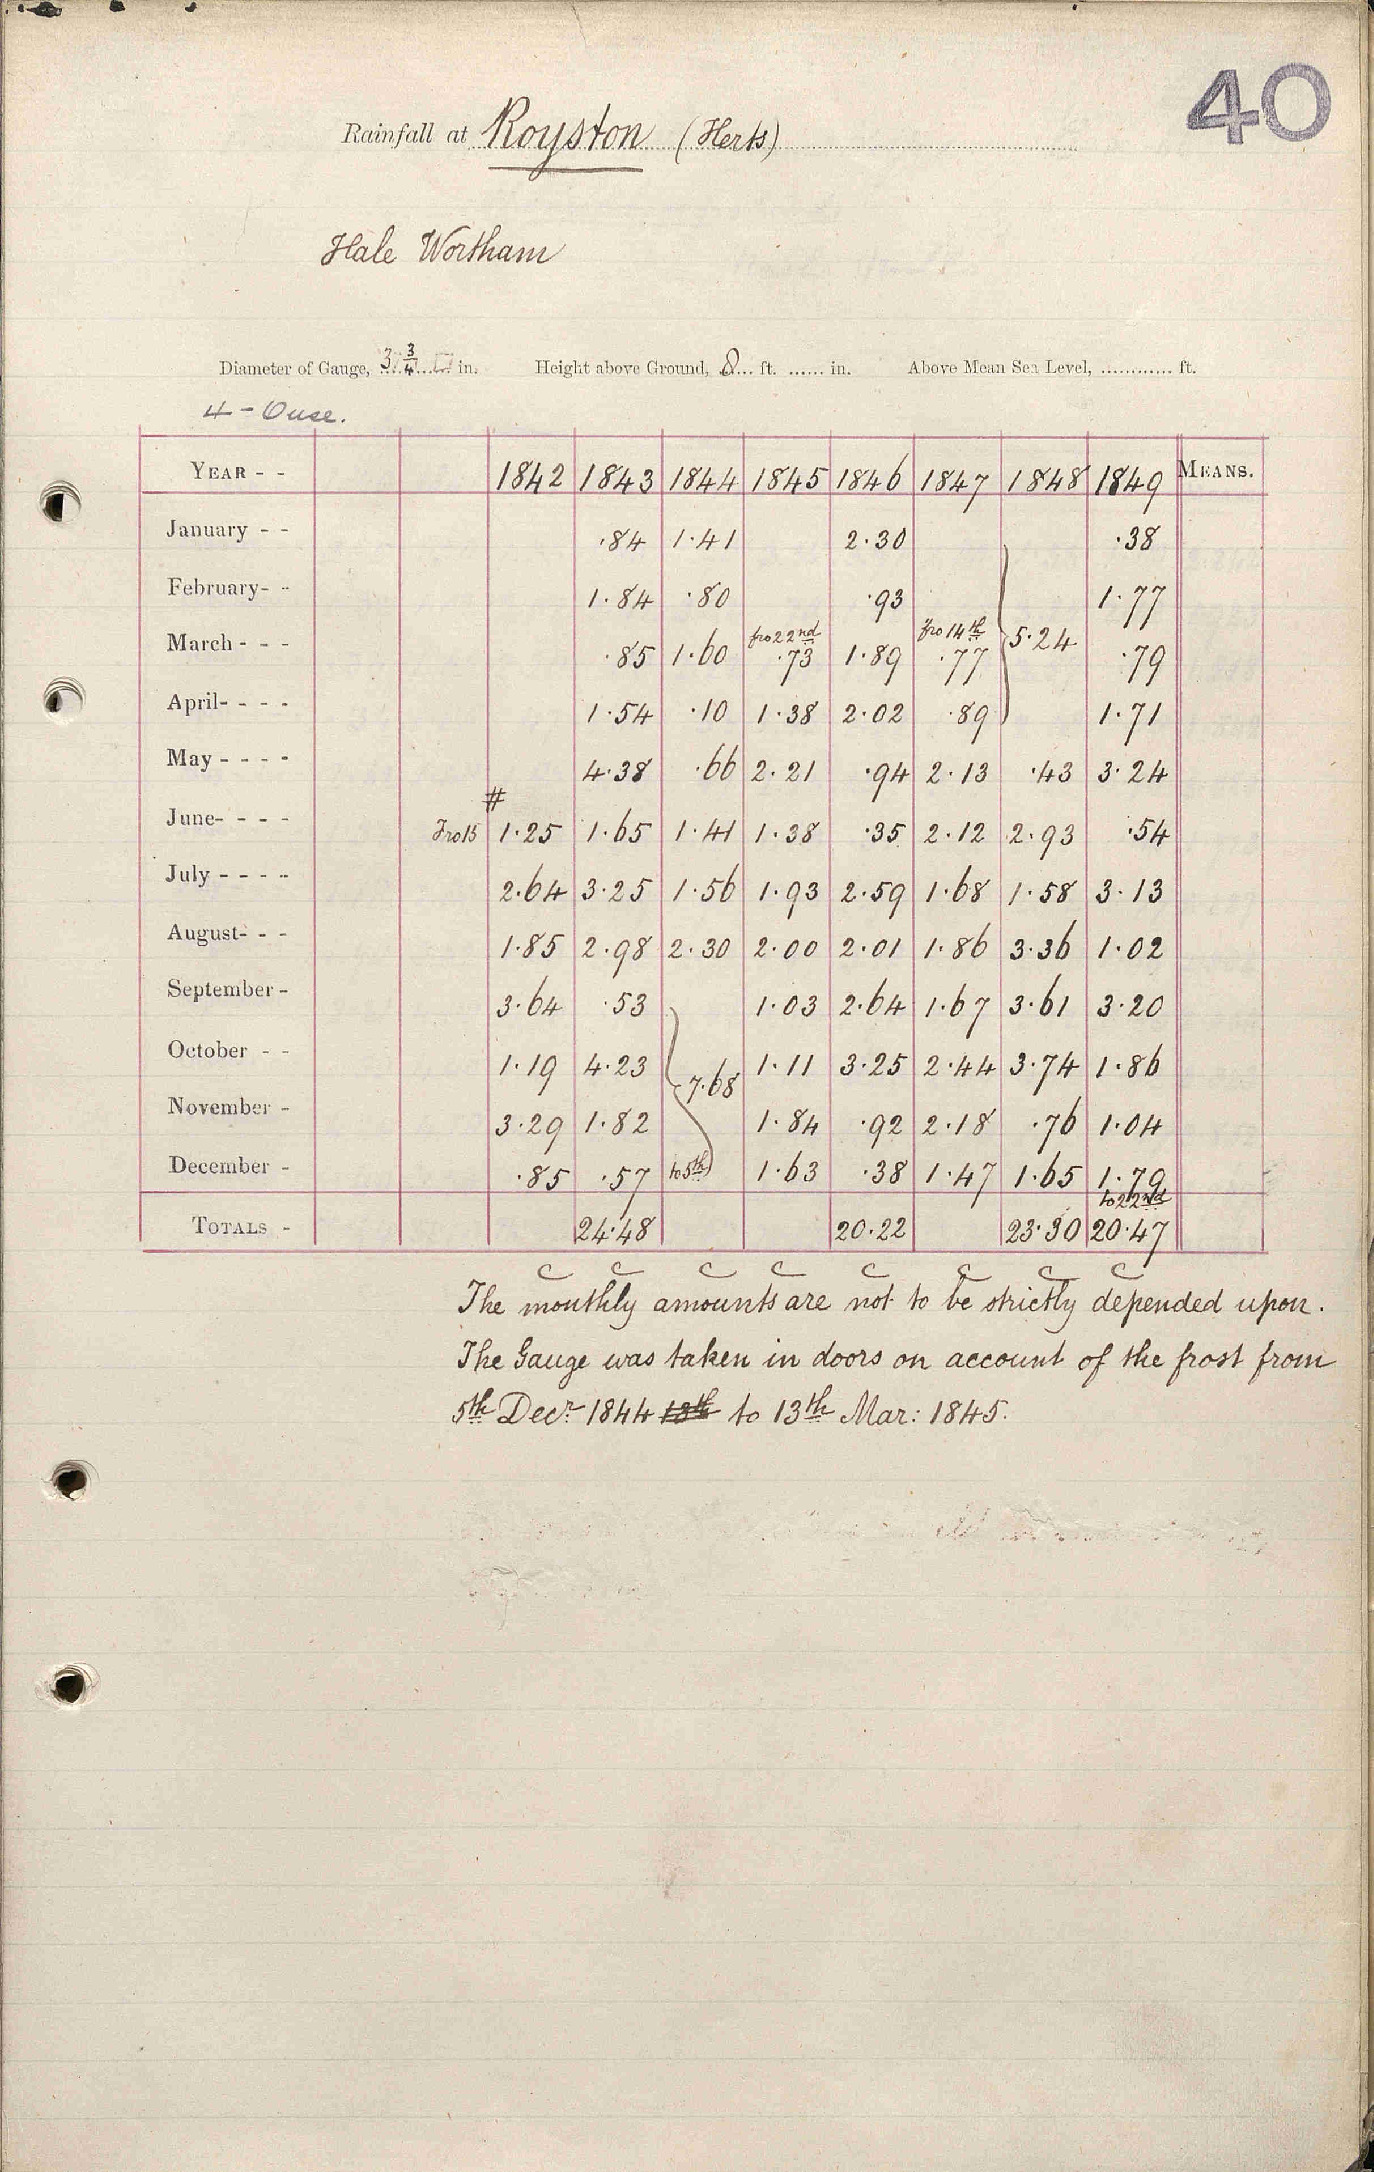 40
Rainfall at Royston (Herts)
Hale Wortham
Diameter of Gauge, 3 3/4 in. Height above Ground, 8 ft. ...... in. Above Mean Sea Level, ............ ft.
4 - Ouse.
YEAR - - 1842 1843 1844 1845 1846 1847 1848 1849 MEANS.
January - - .84 1.41 2.30 .38
February- - 1.84 .80 .93 1.77
fro 22nd fro 14th
March - - - .85 1.60 .73 1.89 .77 5.24 .79
April- - - - 1.54 .10 1.38 2.02 .89 1.71
May - - - - 4.38 .66 2.21 .94 2.13 .43 3.24
#
June- - - - Fro 15 1.25 1.65 1.41 1.38 .35 2.12 2.93 .54
July - - - - 2.64 3.25 1.56 1.93 2.59 1.68 1.58 3.13
August- - - 1.85 2.98 2.30 2.00 2.01 1.86 3.36 1.02
September - 3.64 .53 1.03 2.64 1.67 3.61 3.20
October - - 1.19 4.23 7.68 1.11 3.25 2.44 3.74 1.86
November - 3.29 1.82 1.84 .92 2.18 .76 1.04
December - .85 .57 to 5th 1.63 .38 1.47 1.65 1.79
to 22nd
TOTALS - 24.48 20.22 23.30 20.47
C C C C C C C C
The monthly amounts are not to be strictly depended upon.
The Gauge was taken in doors on account of the frost from
5th Decr 1844 13th to 13th Mar: 1845.